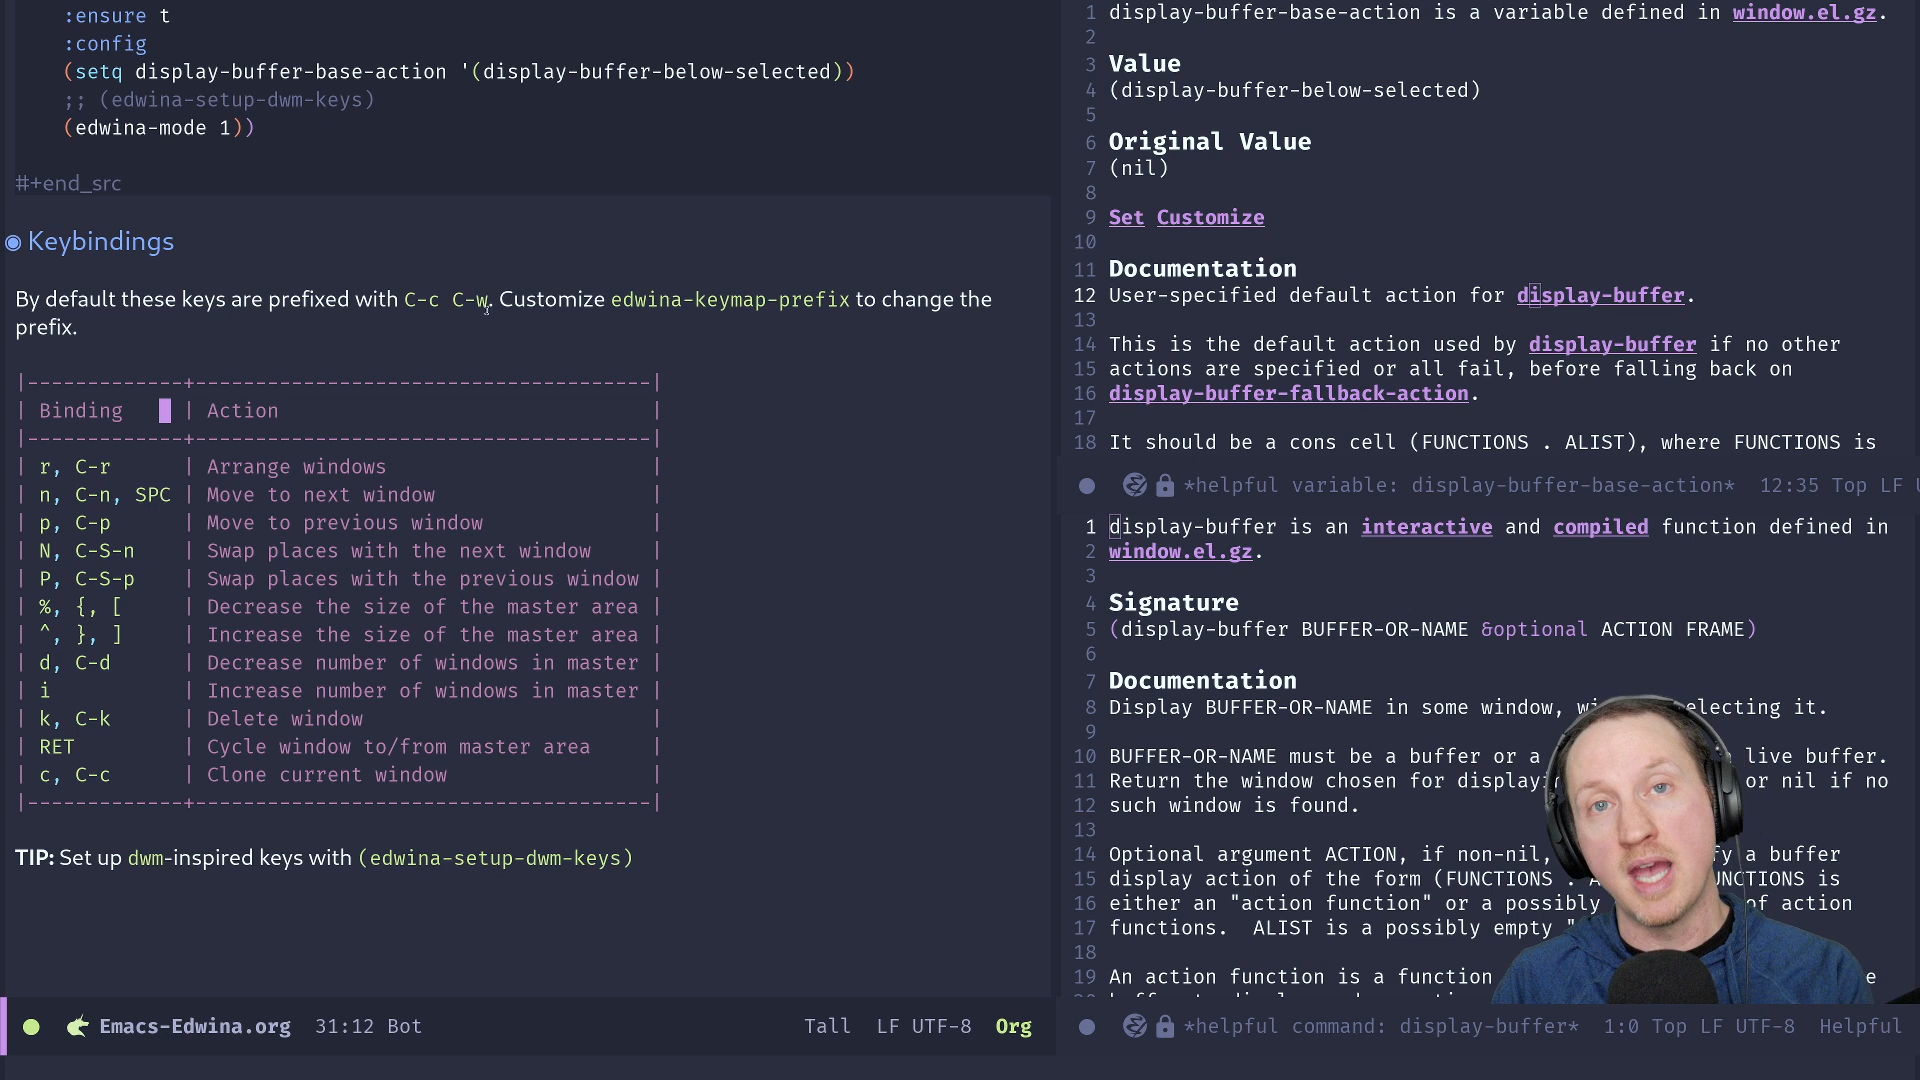 :ensure t
:config
(setq display-buffer-base-action '(display-buffer-below-selected))
;; (edwina-setup-dwm-keys)
(edwina-mode 1))
#+end_src
Keybindings
By default these keys are prefixed with C-c C-w. Customize edwina-keymap-prefix to change the
prefix.
|-------------+---------------------------------------|
| Binding | Action |
|-------------+---------------------------------------|
| r, C-r | Arrange windows |
| n, C-n, SPC | Move to next window |
| p, C-p | Move to previous window |
| N, C-S-n | Swap places with the next window |
| P, C-S-p | Swap places with the previous window |
| %, {, [ | Decrease the size of the master area |
| ^, }, ] | Increase the size of the master area |
| d, C-d | Decrease number of windows in master |
| i | Increase number of windows in master |
| k, C-k | Delete window |
| RET | Cycle window to/from master area |
| c, C-c | Clone current window |
|-------------+---------------------------------------|
TIP: Set up dwm-inspired keys with (edwina-setup-dwm-keys)
Emacs-Edwina.org 31:12 Bot Tall LF UTF-8 Org
1 display-buffer-base-action is a variable defined in window.el.gz.
2
3 Value
4 (display-buffer-below-selected)
5
6 Original Value
7 (nil)
8
9 Set Customize
10
11 Documentation
12 User-specified default action for display-buffer.
13
14 This is the default action used by display-buffer if no other
15 actions are specified or all fail, before falling back on
16 display-buffer-fallback-action.
17
18 It should be a cons cell (FUNCTIONS . ALIST), where FUNCTIONS is
*helpful variable: display-buffer-base-action* 12:35 Top LF
1 display-buffer is an interactive and compiled function defined in
2 window.el.gz.
3
4 Signature
5 (display-buffer BUFFER-OR-NAME &optional ACTION FRAME)
6
7 Documentation
8 Display BUFFER-OR-NAME in some window, electing it.
9
10 BUFFER-OR-NAME must be a buffer or a live buffer.
11 Return the window chosen for or nil if no
12 such window is found.
13
14 Optional argument ACTION, if non-nil, a buffer
15 display action of the form (FUNCTIONS . UNCTIONS is
16 either an "action function" or a possibly of action
17 functions. ALIST is a possibly empty
18
19 An action function is a function
*helpful command: display-buffer* 1:0 Top LF UTF-8 Helpful